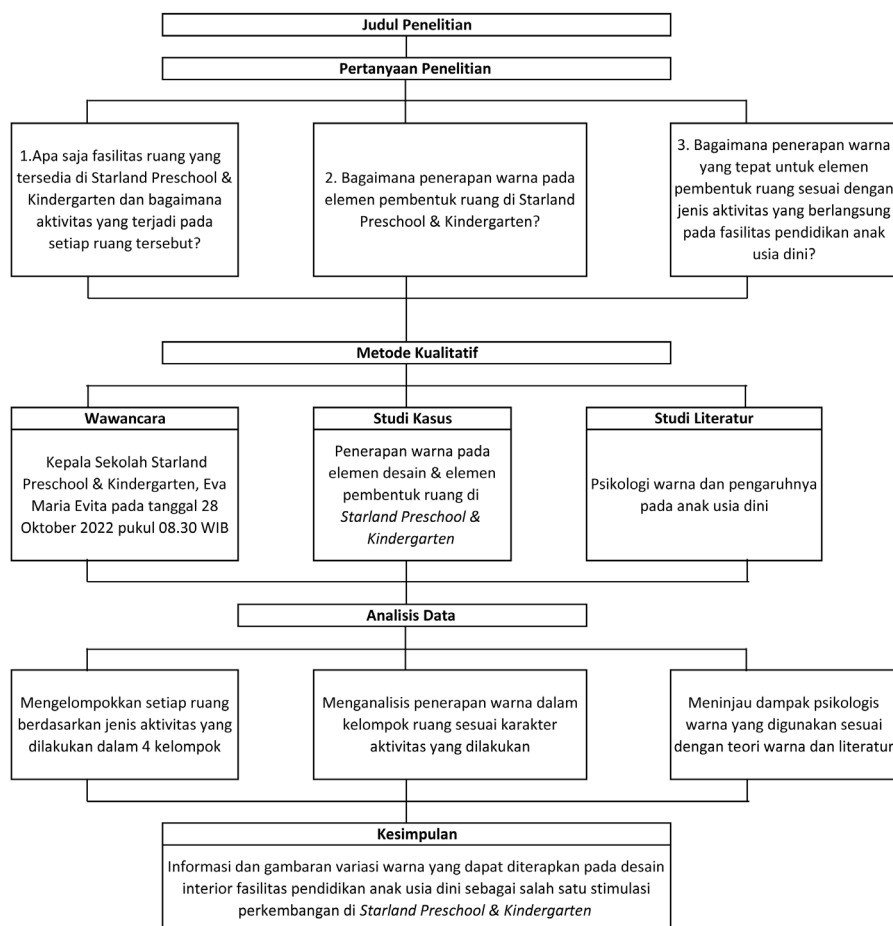 Judul Penelitian
Pertanyaan Penelitian
1.Apa saja fasilitas ruang yang
tersedia di Starland Preschool &
Kindergarten dan bagaimana
aktivitas yang terjadi pada
setiap ruang tersebut?
2. Bagaimana penerapan warna pada
elemen pembentuk ruang di Starland
Preschool & Kindergarten?
3. Bagaimana penerapan warna
yang tepat untuk elemen
pembentuk ruang sesuai dengan
jenis aktivitas yang berlangsung
pada fasilitas pendidikan anak
usia dini?
Metode Kualitatif
Wawancara
Kepala Sekolah Starland
Preschool & Kindergarten, Eva
Maria Evita pada tanggal 28
Oktober 2022 pukul 08.30 WIB
Studi Kasus
Penerapan warna pada
elemen desain & elemen
pembentuk ruang di
Starland Preschool &
Kindergarten
Studi Literatur
Psikologi warna dan pengaruhnya
pada anak usia dini
Analisis Data
Mengelompokkan setiap ruang
berdasarkan jenis aktivitas yang
dilakukan dalam 4 kelompok
Menganalisis penerapan warna dalam
kelompok ruang sesuai karakter
aktivitas yang dilakukan
Meninjau dampak psikologis
warna yang digunakan sesuai
dengan teori warna dan literatur
Kesimpulan
Informasi dan gambaran variasi warna yang dapat diterapkan pada desain
interior fasilitas pendidikan anak usia dini sebagai salah satu stimulasi
perkembangan di Starland Preschool & Kindergarten